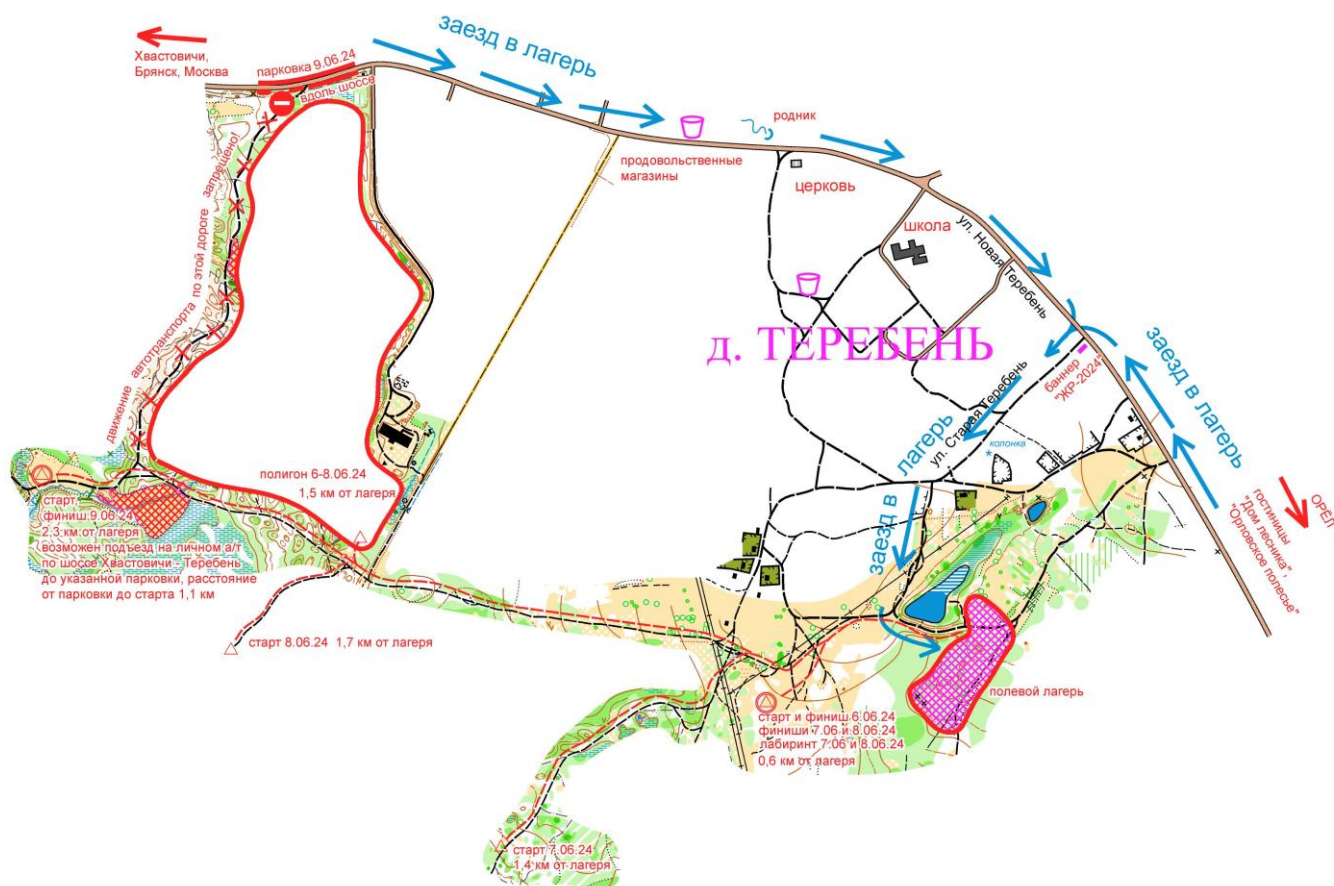 заезд в лагерь
Хвастовичи,
Брянск, Москва
парковка 9.06.24
вдоль шоссе
родник
продовольственные
магазины
церковь
школа
ул. Новая Теребень
движение автотранспорта по этой дороге запрещено!
д. ТЕРЕБЕНЬ
баннер
"ЖР-2024"
заезд в лагерь
ул. Старая Теребень
колонка
заезд в лагерь
полигон 6-8.06.24
1,5 км от лагеря
старт,
финиш 9.06.24
2,3 км от лагеря
возможен подъезд на личном а/т
по шоссе Хвастовичи - Теребень
до указанной парковки, расстояние
от парковки до старта 1,1 км
ОРЁЛ
гостиницы
"Дом лесника",
"Орловское полесье"
старт 8.06.24 1,7 км от лагеря
полевой лагерь
старт и финиш 6.06.24
финиши 7.06 и 8.06.24
лабиринт 7.06 и 8.06.24
0,6 км от лагеря
старт 7.06.24
1,4 км от лагеря